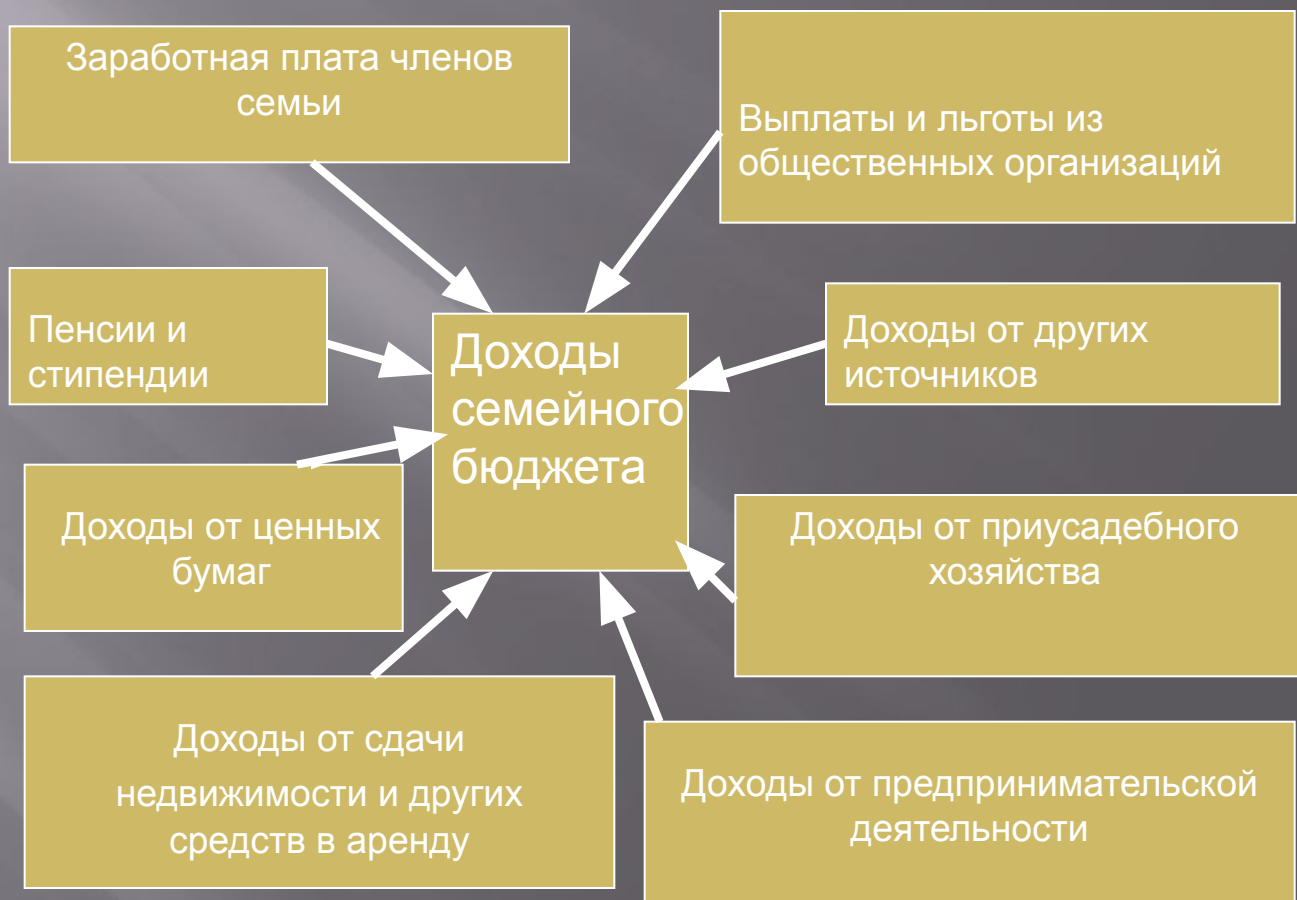 Заработная плата членов
семьи
Выплаты и льготы из
общественных организаций
Пенсии и
стипендии
Доходы
семейного
бюджета
Доходы от других
источников
Доходы от ценных
бумаг
Доходы от приусадебного
хозяйства
Доходы от сдачи
недвижимости и других
средств в аренду
Доходы от предпринимательской
деятельности